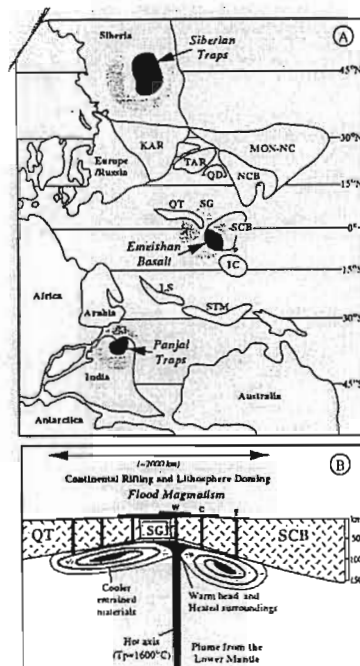 A
Siberia
Siberian
Traps
45°N
30°N
KAR
MON-NC
Europe
/Russia
TAR
QD
NCB
15°N
QT
SG
0°
SCB
Emeishan
Basalt
IC
15°S
Africa
LS
Arabia
STM
30°S
Panjal
Traps
India
Australia
45°S
Antarctica
B
(~2000 km)
Continental Rifting and Lithosphere Doming
Flood Magmatism
W
C
km
QT
SG
SCB
50
100
150
Cooler
entrained
materials
Warm head and
Heated surroundings
Hot axis
(Tp=1600°C)
Plume from the
Lower Mantle